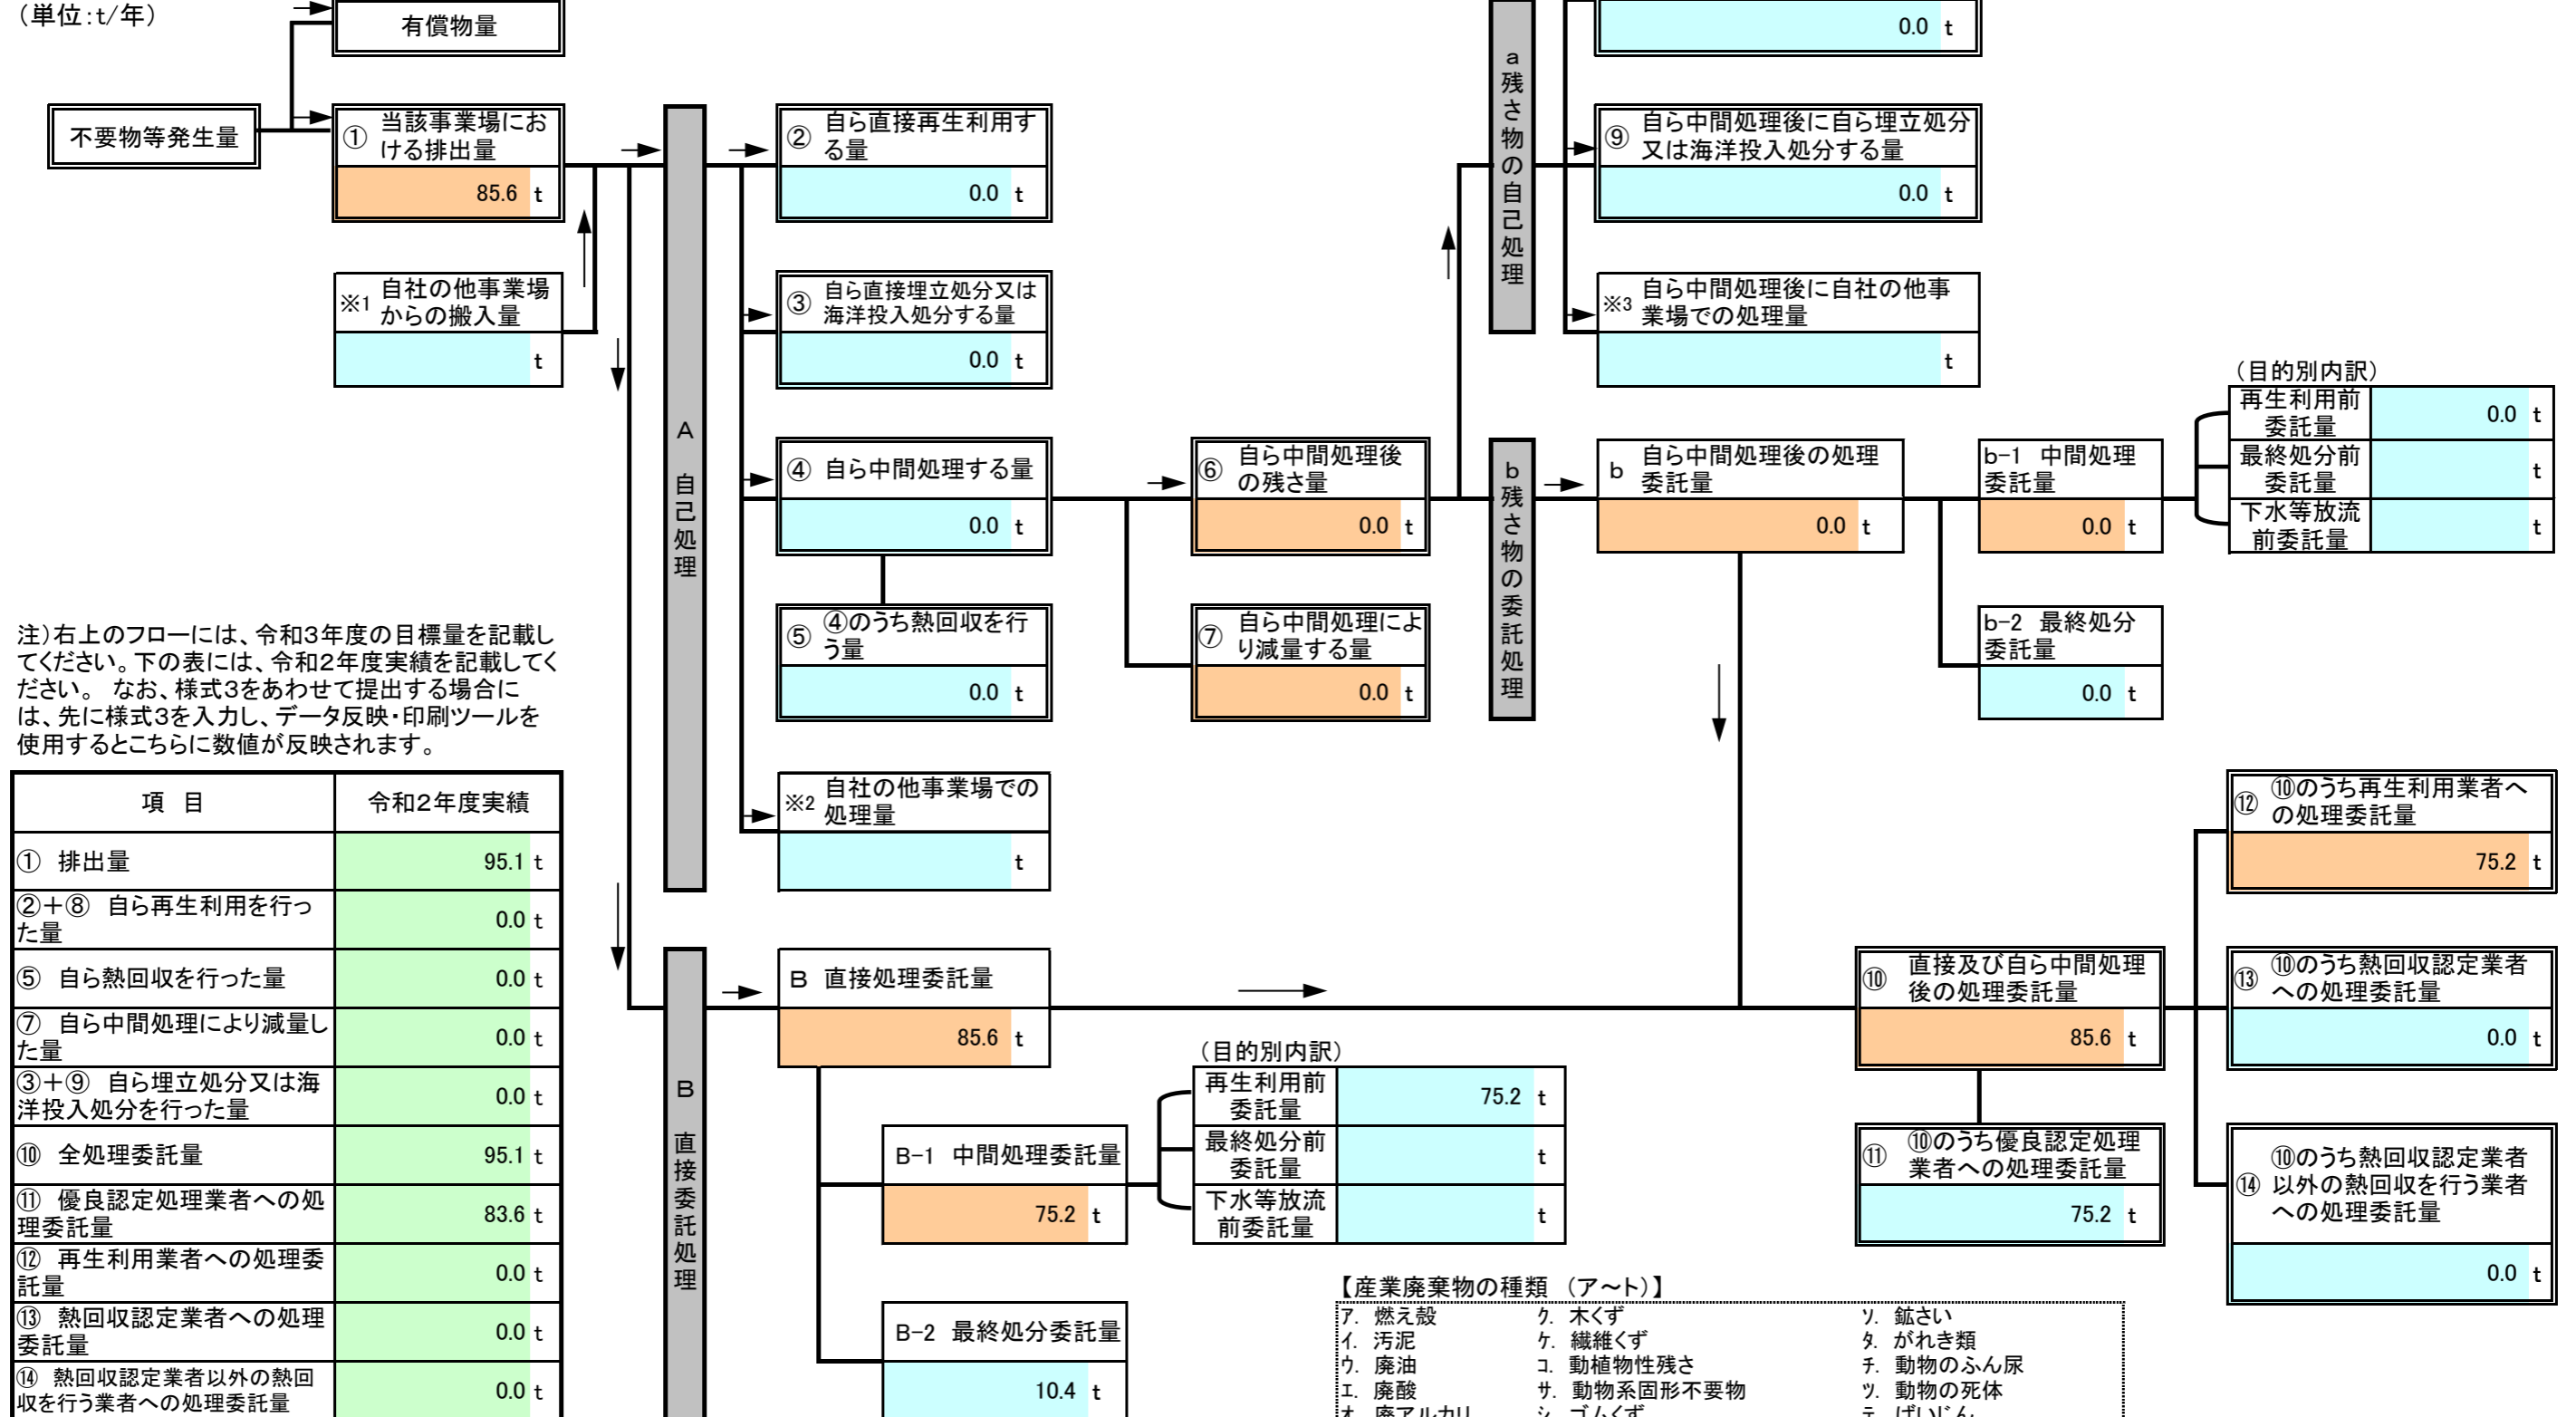 （単位：t/年）
有償物量
0.0 t
不要物等発生量
① 当該事業場にお
ける排出量
85.6 t
※1 自社の他事業場
からの搬入量
t
A 自己処理
② 自ら直接再生利用す
る量
0.0 t
③ 自ら直接埋立処分又は
海洋投入処分する量
0.0 t
④ 自ら中間処理する量
0.0 t
⑤ ④のうち熱回収を行
う量
0.0 t
※2 自社の他事業場での
処理量
t
⑥ 自ら中間処理後
の残さ量
0.0 t
⑦ 自ら中間処理によ
り減量する量
0.0 t
a 残さ物の自己処理
⑨ 自ら中間処理後に自ら埋立処分
又は海洋投入処分する量
0.0 t
※3 自ら中間処理後に自社の他事
業場での処理量
t
b 残さ物の委託処理
b 自ら中間処理後の処理
委託量
0.0 t
b-1 中間処理
委託量
0.0 t
b-2 最終処分
委託量
0.0 t
（目的別内訳）
再生利用前
委託量
0.0 t
最終処分前
委託量
t
下水等放流
前委託量
t
注）右上のフローには、令和３年度の目標量を記載し
てください。下の表には、令和２年度実績を記載してく
ださい。 なお、様式３をあわせて提出する場合に
は、先に様式３を入力し、データ反映・印刷ツールを
使用するとこちらに数値が反映されます。
項 目 令和２年度実績
① 排出量 95.1 t
②＋⑧ 自ら再生利用を行っ
た量
0.0 t
⑤ 自ら熱回収を行った量 0.0 t
⑦ 自ら中間処理により減量し
た量
0.0 t
③＋⑨ 自ら埋立処分又は海
洋投入処分を行った量
0.0 t
⑩ 全処理委託量 95.1 t
⑪ 優良認定処理業者への処
理委託量
83.6 t
⑫ 再生利用業者への処理委
託量
0.0 t
⑬ 熱回収認定業者への処理
委託量
0.0 t
⑭ 熱回収認定業者以外の熱回
収を行う業者への処理委託量
0.0 t
B 直接委託処理
B 直接処理委託量
85.6 t
B-1 中間処理委託量
75.2 t
B-2 最終処分委託量
10.4 t
（目的別内訳）
再生利用前
委託量
75.2 t
最終処分前
委託量
t
下水等放流
前委託量
t
⑩ 直接及び自ら中間処理
後の処理委託量
85.6 t
⑪ ⑩のうち優良認定処理
業者への処理委託量
75.2 t
⑫ ⑩のうち再生利用業者へ
の処理委託量
75.2 t
⑬ ⑩のうち熱回収認定業者
への処理委託量
0.0 t
⑭ ⑩のうち熱回収認定業者
以外の熱回収を行う業者
への処理委託量
0.0 t
【産業廃棄物の種類 （ア～ト）】
ア. 燃え殻 ク. 木くず ソ. 鉱さい
イ. 汚泥 ケ. 繊維くず タ. がれき類
ウ. 廃油 コ. 動植物性残さ チ. 動物のふん尿
エ. 廃酸 サ. 動物系固形不要物 ツ. 動物の死体
オ. 廃アルカリ シ. ゴムくず テ. ばいじん